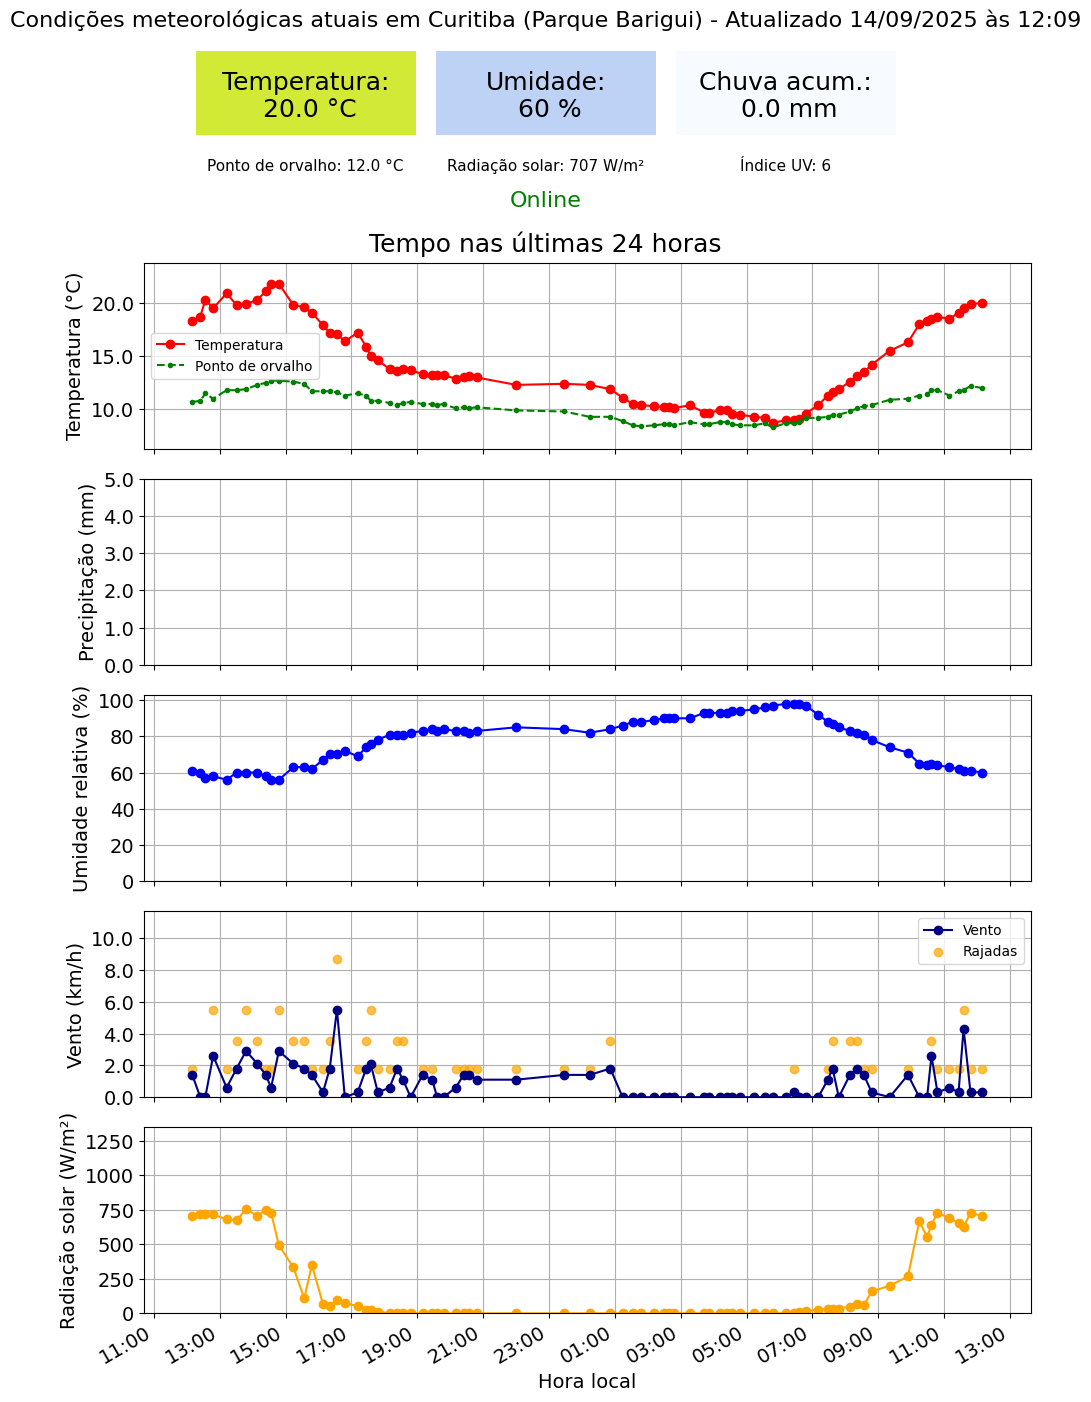 Condições meteorológicas atuais em Curitiba (Parque Barigui) - Atualizado 14/09/2025 às 12:09
Temperatura:
20.0 °C
Umidade:
60 %
Chuva acum.:
0.0 mm
Ponto de orvalho: 12.0 °C
Radiação solar: 707 W/m²
Índice UV: 6
Online
Tempo nas últimas 24 horas
Temperatura (°C)
20.0
15.0
10.0
Temperatura
Ponto de orvalho
Precipitação (mm)
5.0
4.0
3.0
2.0
1.0
0.0
Umidade relativa (%)
100
80
60
40
20
0
Vento (km/h)
10.0
8.0
6.0
4.0
2.0
0.0
Vento
Rajadas
Radiação solar (W/m²)
1250
1000
750
500
250
0
11:00
13:00
15:00
17:00
19:00
21:00
23:00
01:00
03:00
05:00
07:00
09:00
11:00
13:00
Hora local